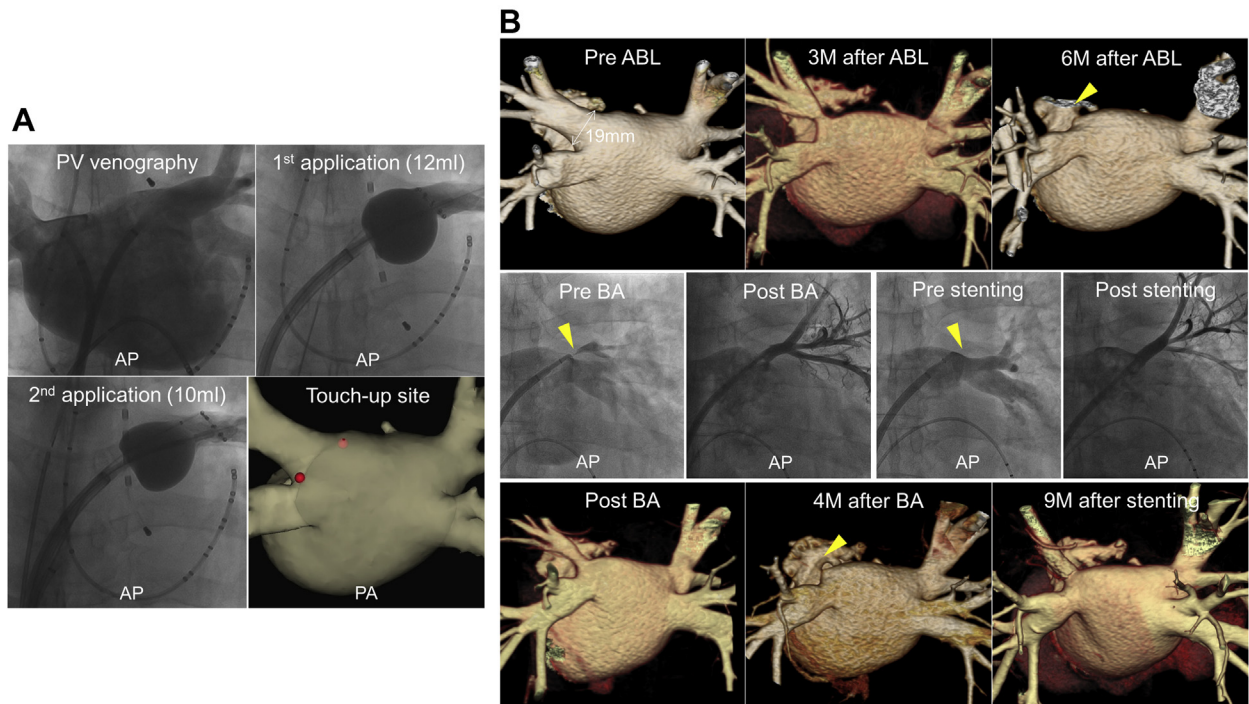 A
PV venography
1st application (12ml)
AP
AP
2nd application (10ml)
Touch-up site
AP
PA
B
Pre ABL
3M after ABL
6M after ABL
19mm
Pre BA
Post BA
Pre stenting
Post stenting
AP
AP
AP
AP
Post BA
4M after BA
9M after stenting